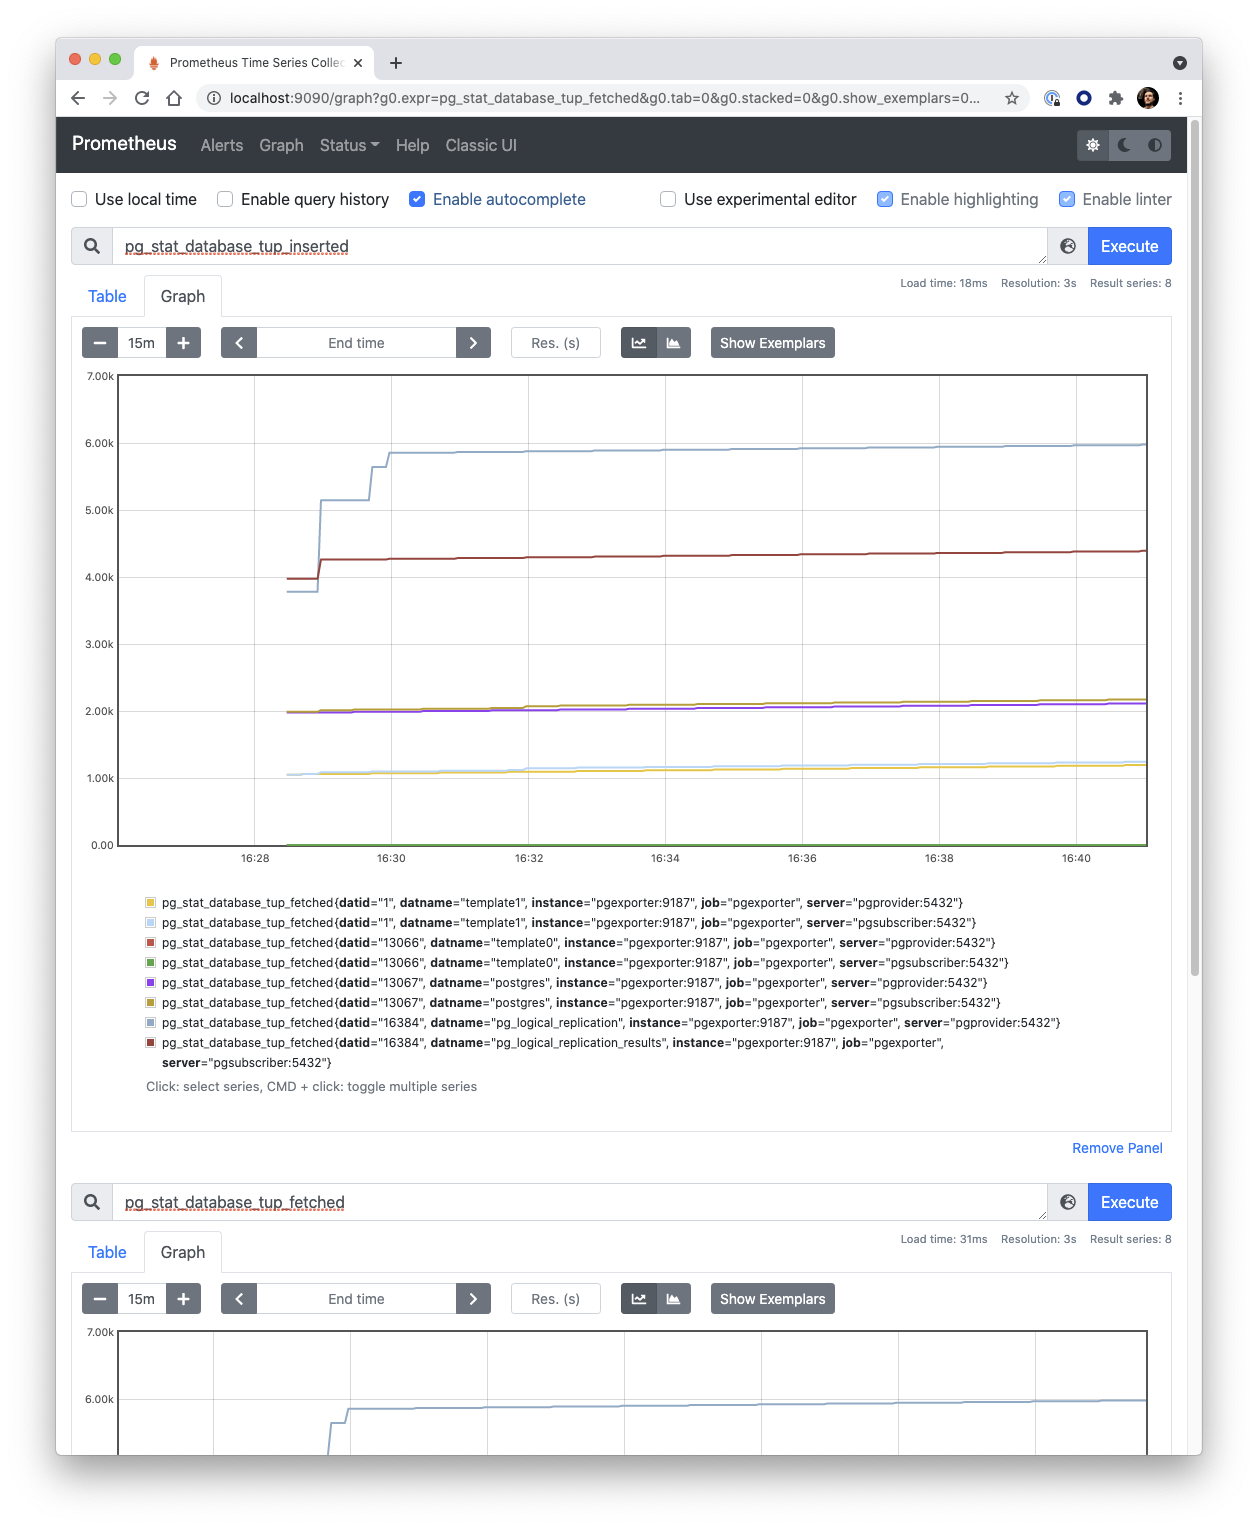 Prometheus Time Series Collec
localhost:9090/graph?g0.expr=pg_stat_database_tup_fetched&g0.tab=0&g0.stacked=0&g0.show_exemplars=0...
Prometheus Alerts Graph Status Help Classic UI
Use local time Enable query history Enable autocomplete Use experimental editor Enable highlighting Enable linter
pg_stat_database_tup_inserted Execute
Load time: 18ms Resolution: 3s Result series: 8
Table Graph
15m End time Res. (s) Show Exemplars
7.00k
6.00k
5.00k
4.00k
3.00k
2.00k
1.00k
0.00
16:28 16:30 16:32 16:34 16:36 16:38 16:40
pg_stat_database_tup_fetched{datid="1", datname="template1", instance="pgexporter:9187", job="pgexporter", server="pgprovider:5432"}
pg_stat_database_tup_fetched{datid="1", datname="template1", instance="pgexporter:9187", job="pgexporter", server="pgsubscriber:5432"}
pg_stat_database_tup_fetched{datid="13066", datname="template0", instance="pgexporter:9187", job="pgexporter", server="pgprovider:5432"}
pg_stat_database_tup_fetched{datid="13066", datname="template0", instance="pgexporter:9187", job="pgexporter", server="pgsubscriber:5432"}
pg_stat_database_tup_fetched{datid="13067", datname="postgres", instance="pgexporter:9187", job="pgexporter", server="pgprovider:5432"}
pg_stat_database_tup_fetched{datid="13067", datname="postgres", instance="pgexporter:9187", job="pgexporter", server="pgsubscriber:5432"}
pg_stat_database_tup_fetched{datid="16384", datname="pg_logical_replication", instance="pgexporter:9187", job="pgexporter", server="pgprovider:5432"}
pg_stat_database_tup_fetched{datid="16384", datname="pg_logical_replication_results", instance="pgexporter:9187", job="pgexporter",
server="pgsubscriber:5432"}
Click: select series, CMD + click: toggle multiple series
Remove Panel
pg_stat_database_tup_fetched Execute
Load time: 31ms Resolution: 3s Result series: 8
Table Graph
15m End time Res. (s) Show Exemplars
7.00k
6.00k